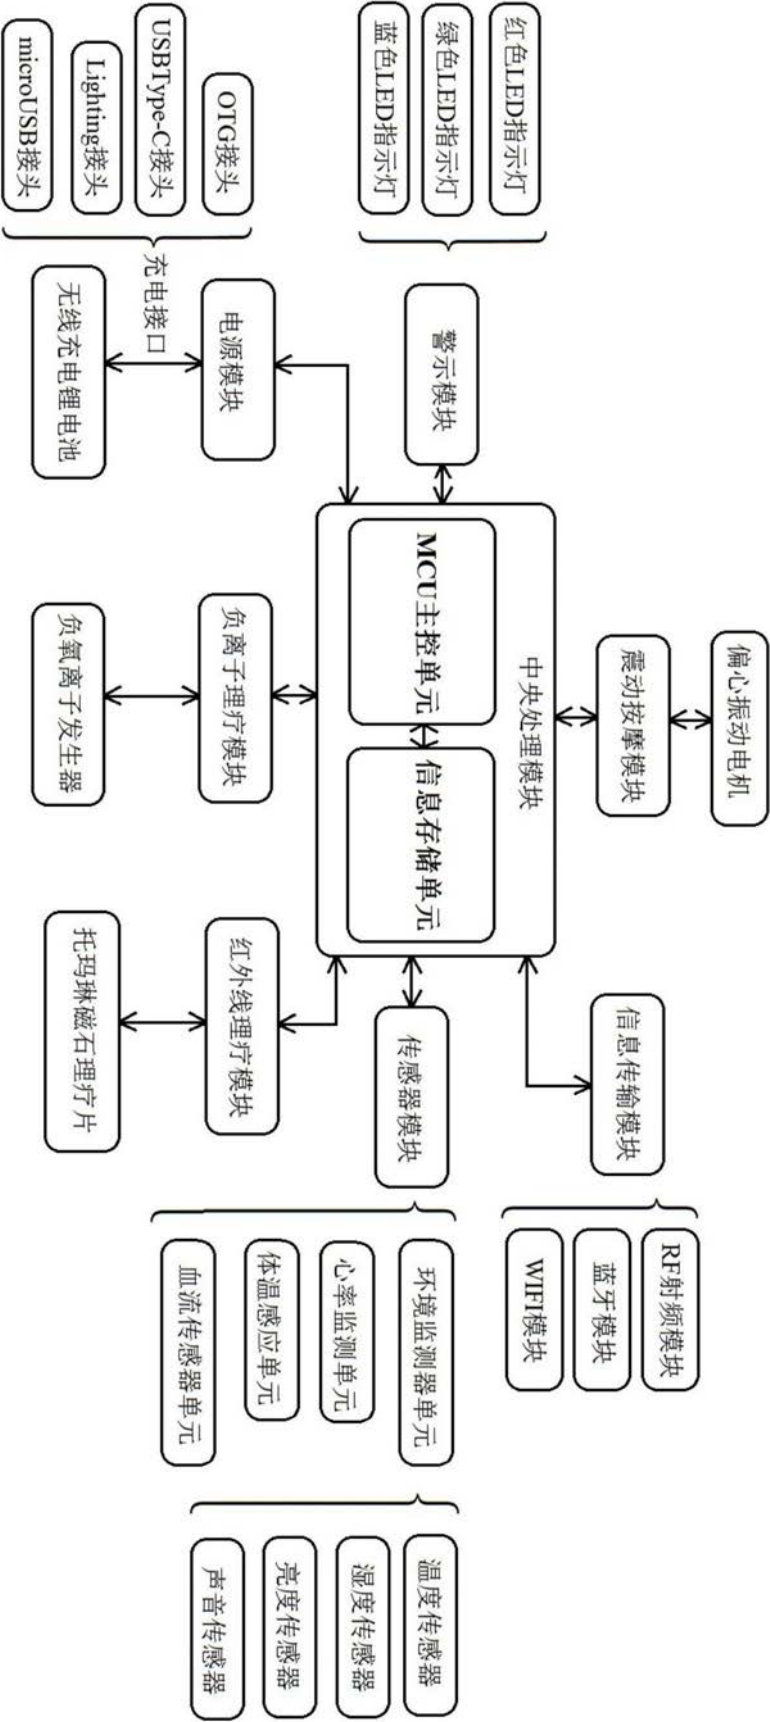 偏心振动电机
震动按摩模块
红色LED指示灯
绿色LED指示灯
蓝色LED指示灯
警示模块
中央处理模块
MCU主控单元
信息存储单元
信息传输模块
RF射频模块
蓝牙模块
WIFI模块
传感器模块
环境监测器单元
心率监测单元
体温感应单元
血流传感器单元
温度传感器
湿度传感器
亮度传感器
声音传感器
OTG接头
USBType-C接头
Lighting接头
microUSB接头
充电接口
电源模块
无线充电锂电池
负离子理疗模块
负氧离子发生器
红外线理疗模块
托玛琳磁石理疗片